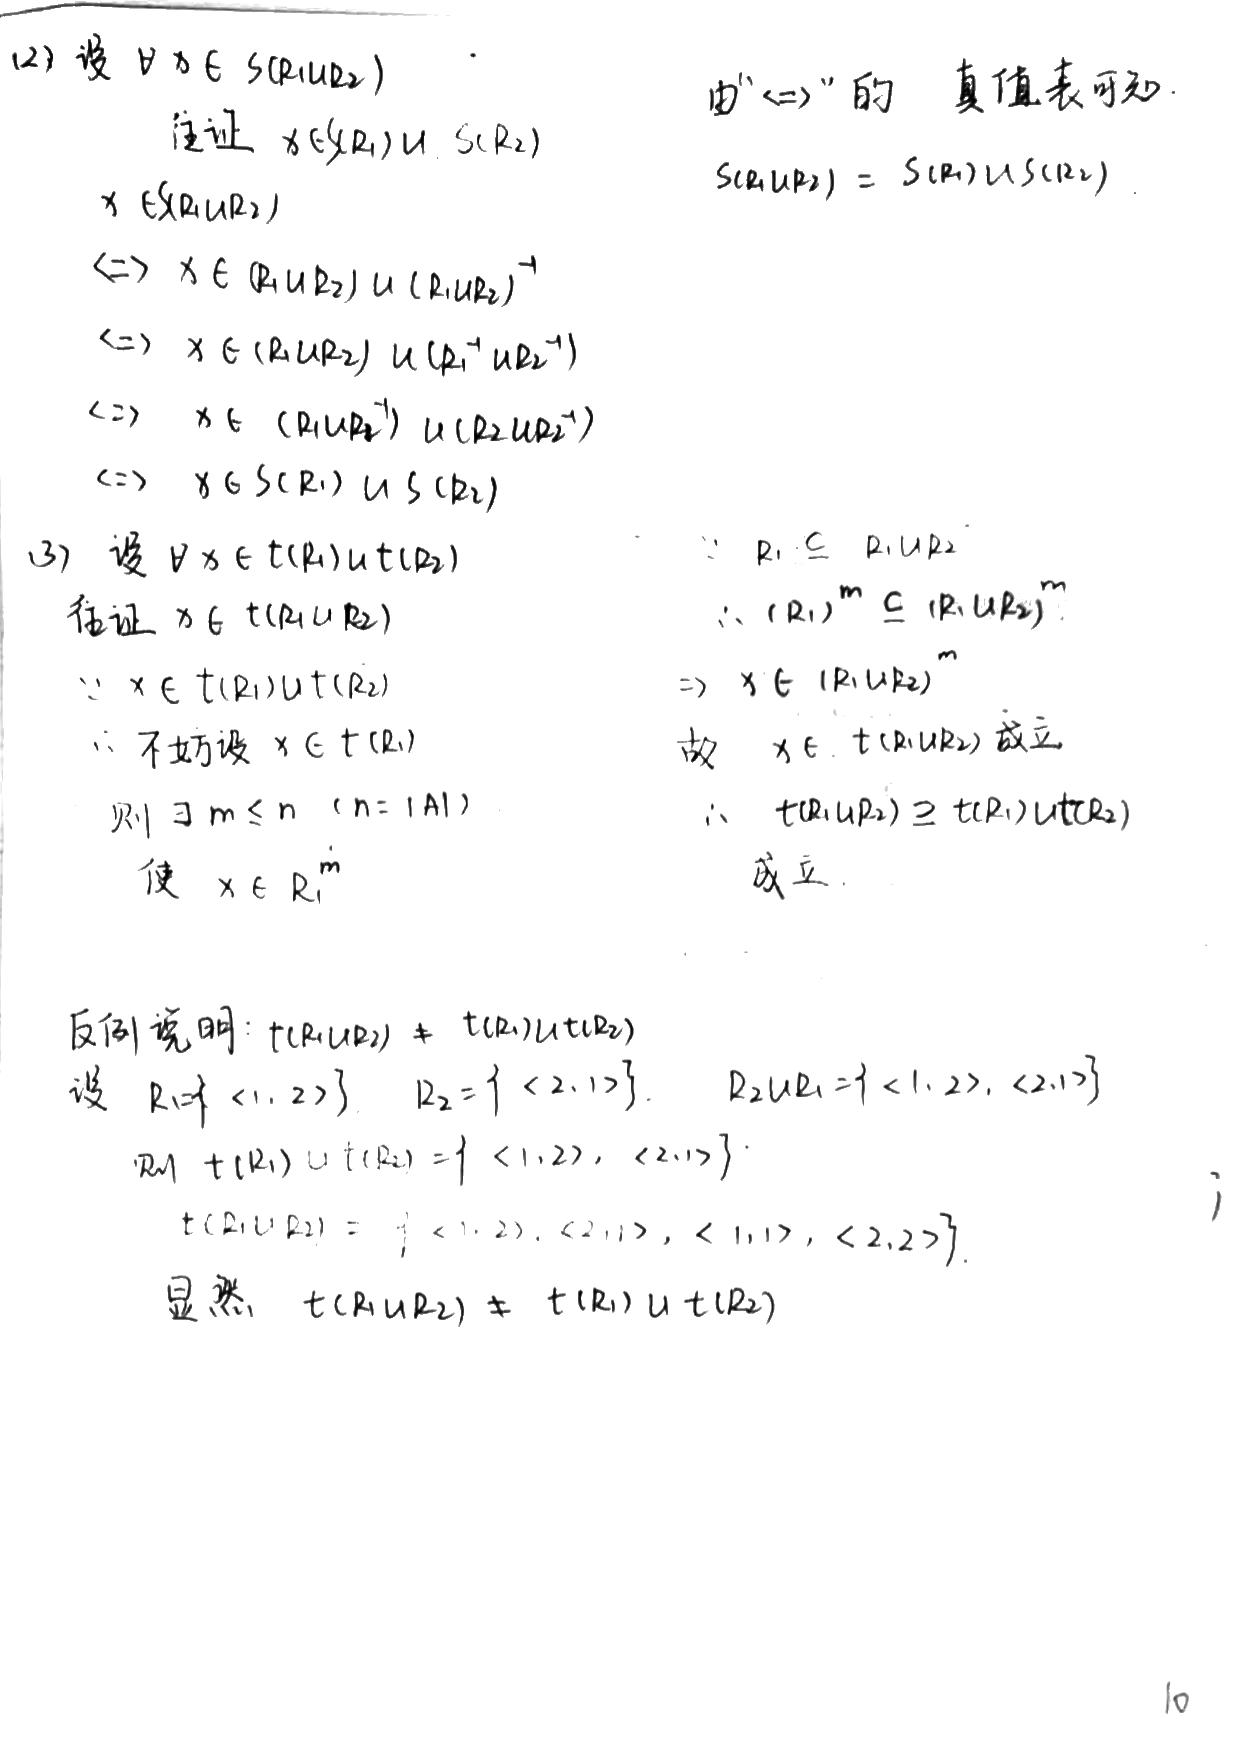 (2) 设 ∀x∈S(R₁∪R₂)
往证 x∈S(R₁)∪S(R₂)
x∈S(R₁∪R₂)
<=> x∈(R₁∪R₂)∪(R₁∪R₂)⁻¹
<=> x∈(R₁∪R₂)∪(R₁⁻¹∪R₂⁻¹)
<=> x∈(R₁∪R₂⁻¹)∪(R₂∪R₂⁻¹)
<=> x∈S(R₁)∪S(R₂)
由"<=>"的 真值表可知.
S(R₁∪R₂) = S(R₁)∪S(R₂).
(3) 设 ∀x∈t(R₁)∪t(R₂)
往证 x∈t(R₁∪R₂)
∵ x∈t(R₁)∪t(R₂)
∴ 不妨设 x∈t(R₁)
则 ∃m≤n (n=|A|)
使 x∈R₁ᵐ
∵ R₁⊆R₁∪R₂
∴ (R₁)ᵐ⊆(R₁∪R₂)ᵐ
=> x∈(R₁∪R₂)ᵐ
故 x∈t(R₁∪R₂)成立
∴ t(R₁∪R₂)⊇t(R₁)∪t(R₂)
成立.
反例说明: t(R₁∪R₂)≠t(R₁)∪t(R₂)
设 R₁={<1,2>} R₂={<2,1>}. R₂∪R₁={<1,2>,<2,1>}
则 t(R₁)∪t(R₂)={<1,2>,<2,1>}.
t(R₁∪R₂)={<1,2>,<2,1>,<1,1>,<2,2>}.
显然 t(R₁∪R₂)≠t(R₁)∪t(R₂)
10